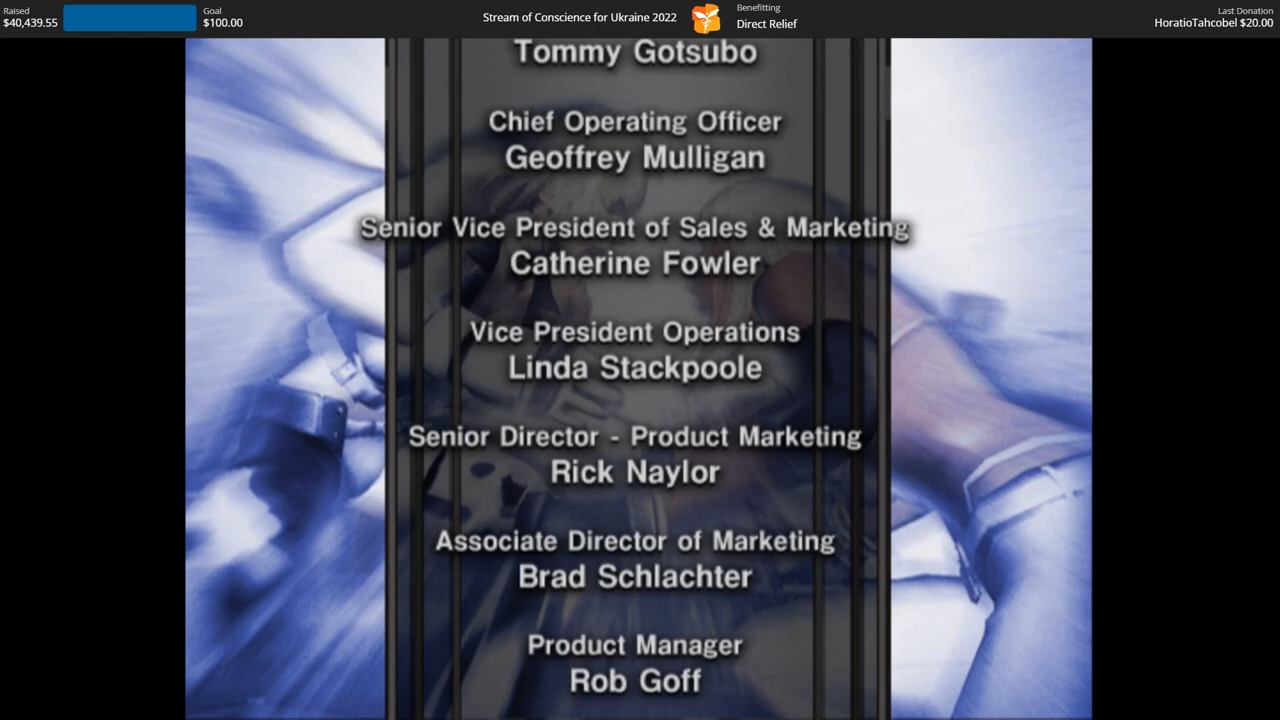 Raised
$40,439.55
Goal
$100.00
Stream of Conscience for Ukraine 2022
Benefitting
Direct Relief
Last Donation
HoratioTahcobel $20.00
Tommy Gotsubo
Chief Operating Officer
Geoffrey Mulligan
Senior Vice President of Sales & Marketing
Catherine Fowler
Vice President Operations
Linda Stackpoole
Senior Director - Product Marketing
Rick Naylor
Associate Director of Marketing
Brad Schlachter
Product Manager
Rob Goff